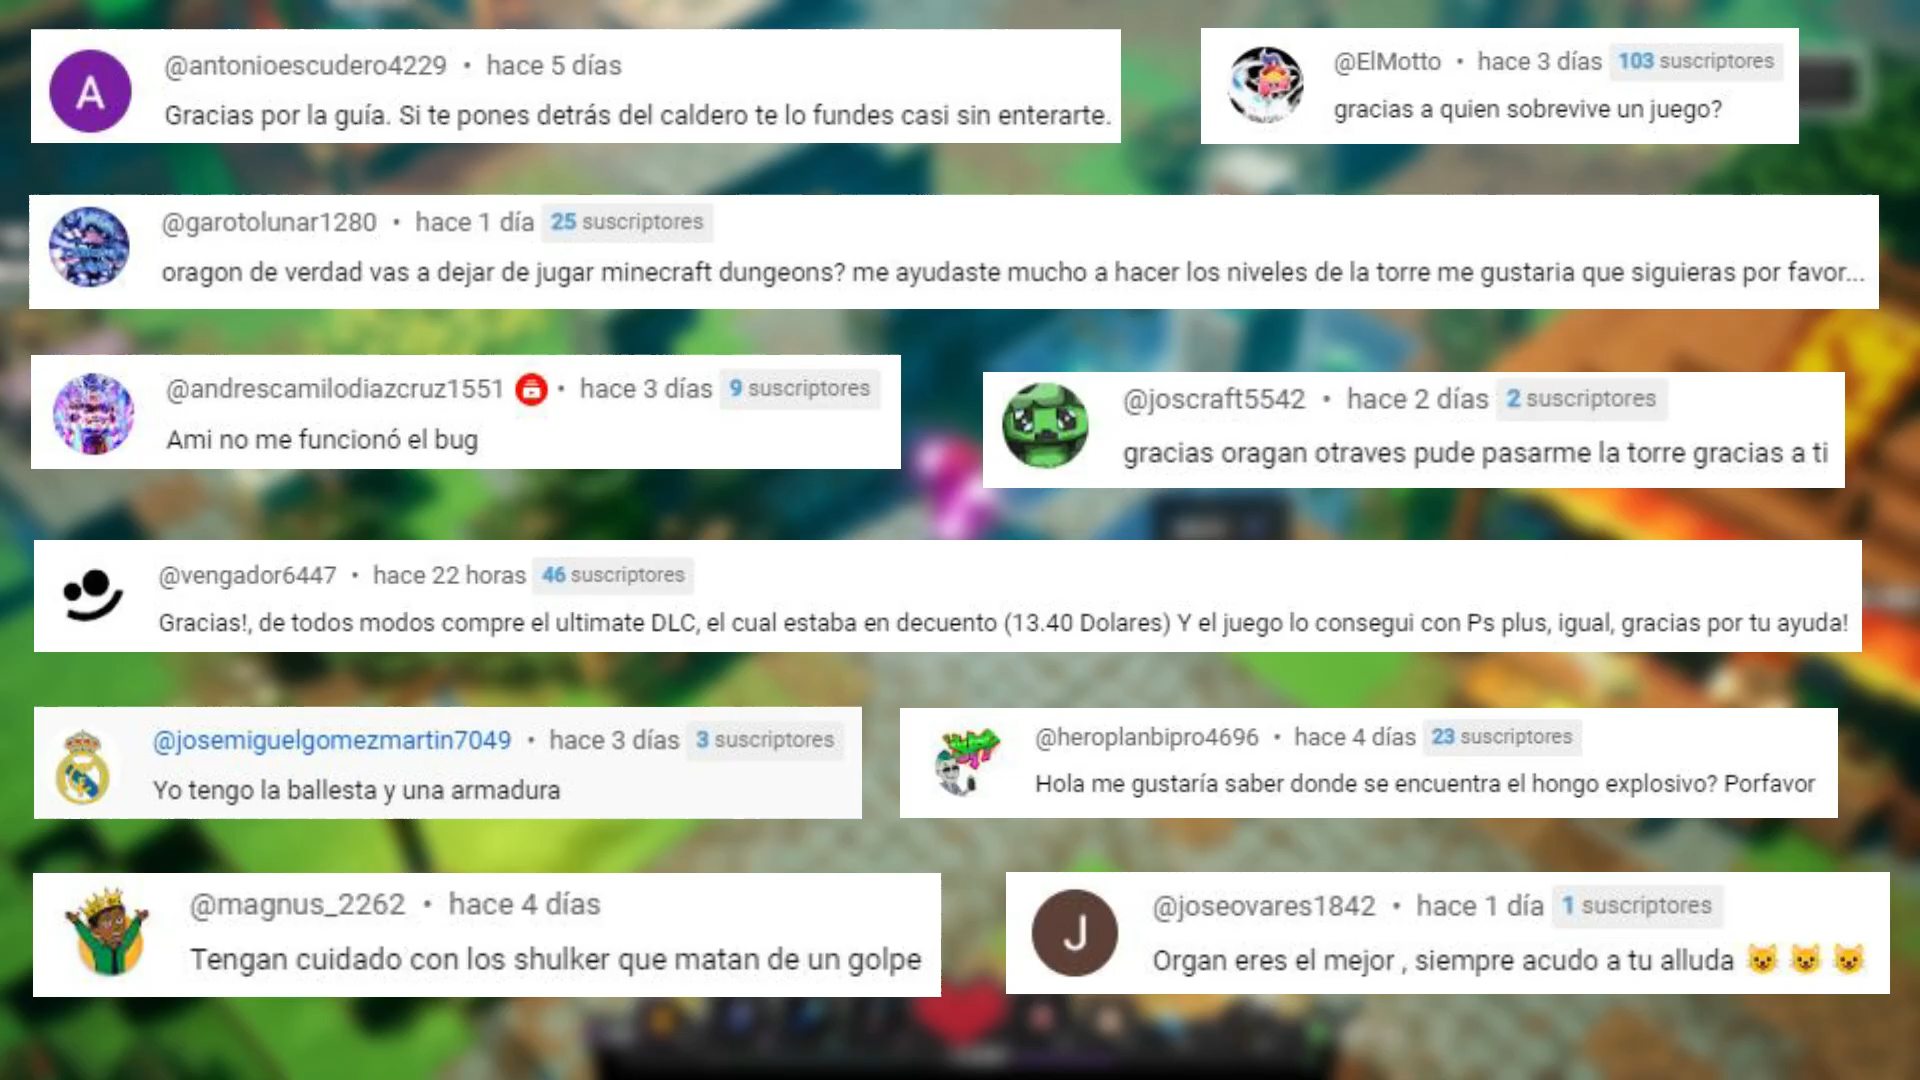 A
@antonioescudero4229 • hace 5 días
Gracias por la guía. Si te pones detrás del caldero te lo fundes casi sin enterarte.
@ElMotto • hace 3 días 103 suscriptores
gracias a quien sobrevive un juego?
@garotolunar1280 • hace 1 día 25 suscriptores
oragon de verdad vas a dejar de jugar minecraft dungeons? me ayudaste mucho a hacer los niveles de la torre me gustaria que siguieras por favor...
@andrescamilodiazcruz1551 • hace 3 días 9 suscriptores
Ami no me funcionó el bug
@joscraft5542 • hace 2 días 2 suscriptores
gracias oragan otraves pude pasarme la torre gracias a ti
@vengador6447 • hace 22 horas 46 suscriptores
Gracias!, de todos modos compre el ultimate DLC, el cual estaba en decuento (13.40 Dolares) Y el juego lo consegui con Ps plus, igual, gracias por tu ayuda!
@josemiguelgomezmartin7049 • hace 3 días 3 suscriptores
Yo tengo la ballesta y una armadura
@heroplanbipro4696 • hace 4 días 23 suscriptores
Hola me gustaría saber donde se encuentra el hongo explosivo? Porfavor
@magnus_2262 • hace 4 días
Tengan cuidado con los shulker que matan de un golpe
J
@joseovares1842 • hace 1 día 1 suscriptores
Organ eres el mejor , siempre acudo a tu alluda 😺 😺 😺